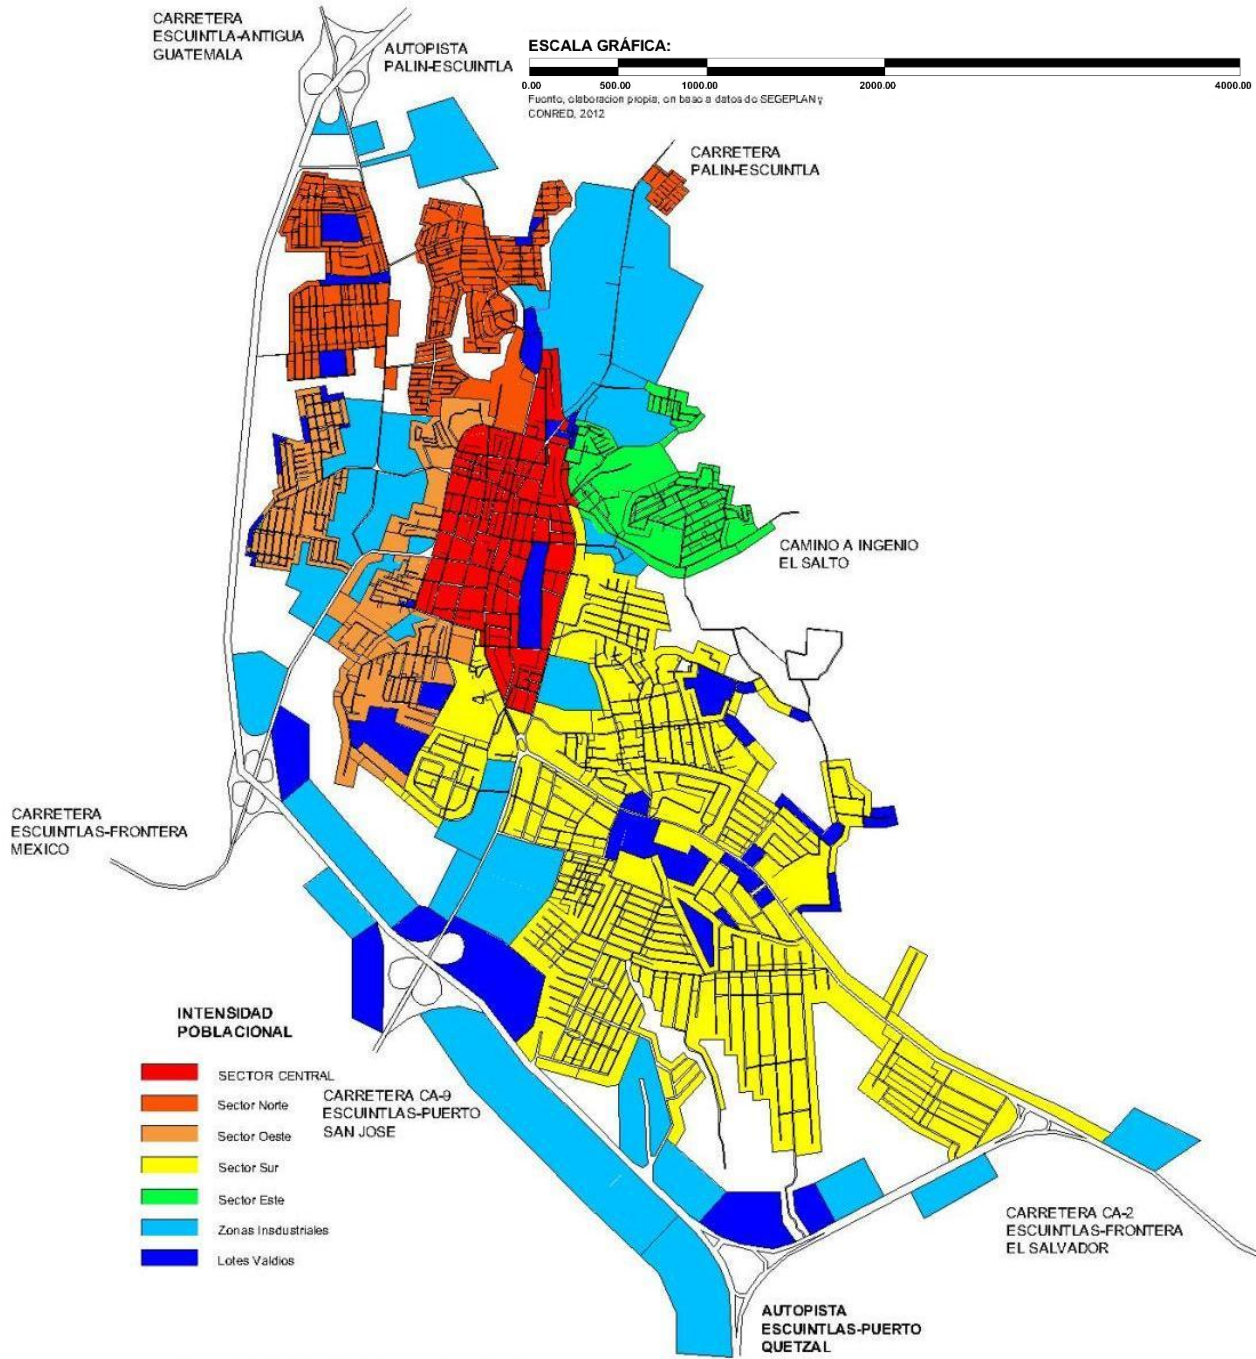 CARRETERA
ESCUINTLA-ANTIGUA
GUATEMALA
AUTOPISTA
PALIN-ESCUINTLA
ESCALA GRÁFICA:
0.00 500.00 1000.00 2000.00 4000.00
Fuente, elaboracion propia, en base a datos de SEGEPLAN y
CONRED, 2012
CARRETERA
PALIN-ESCUINTLA
CAMINO A INGENIO
EL SALTO
CARRETERA
ESCUINTLAS-FRONTERA
MEXICO
INTENSIDAD
POBLACIONAL
SECTOR CENTRAL
Sector Norte
Sector Oeste
Sector Sur
Sector Este
Zonas Insdustriales
Lotes Valdios
CARRETERA CA-9
ESCUINTLAS-PUERTO
SAN JOSE
CARRETERA CA-2
ESCUINTLAS-FRONTERA
EL SALVADOR
AUTOPISTA
ESCUINTLAS-PUERTO
QUETZAL